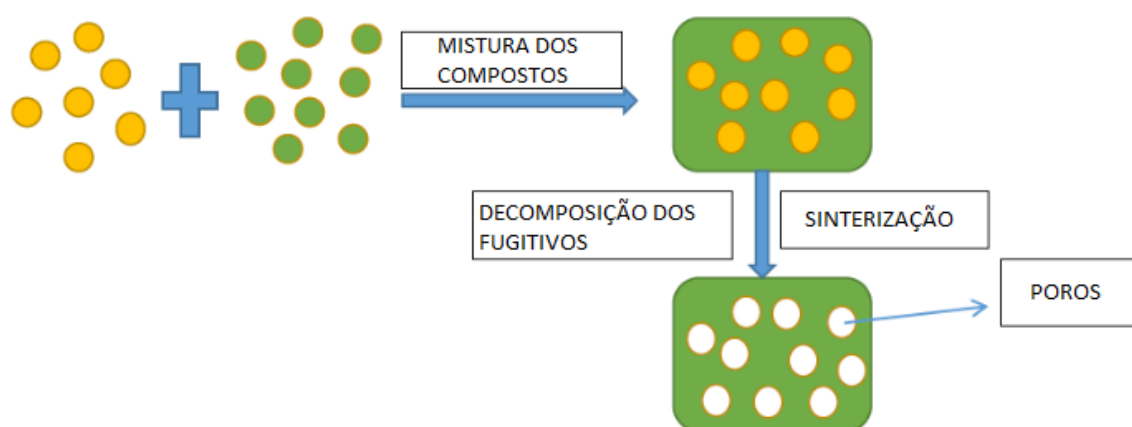 MISTURA DOS
COMPOSTOS
DECOMPOSIÇÃO DOS
FUGITIVOS
SINTERIZAÇÃO
POROS